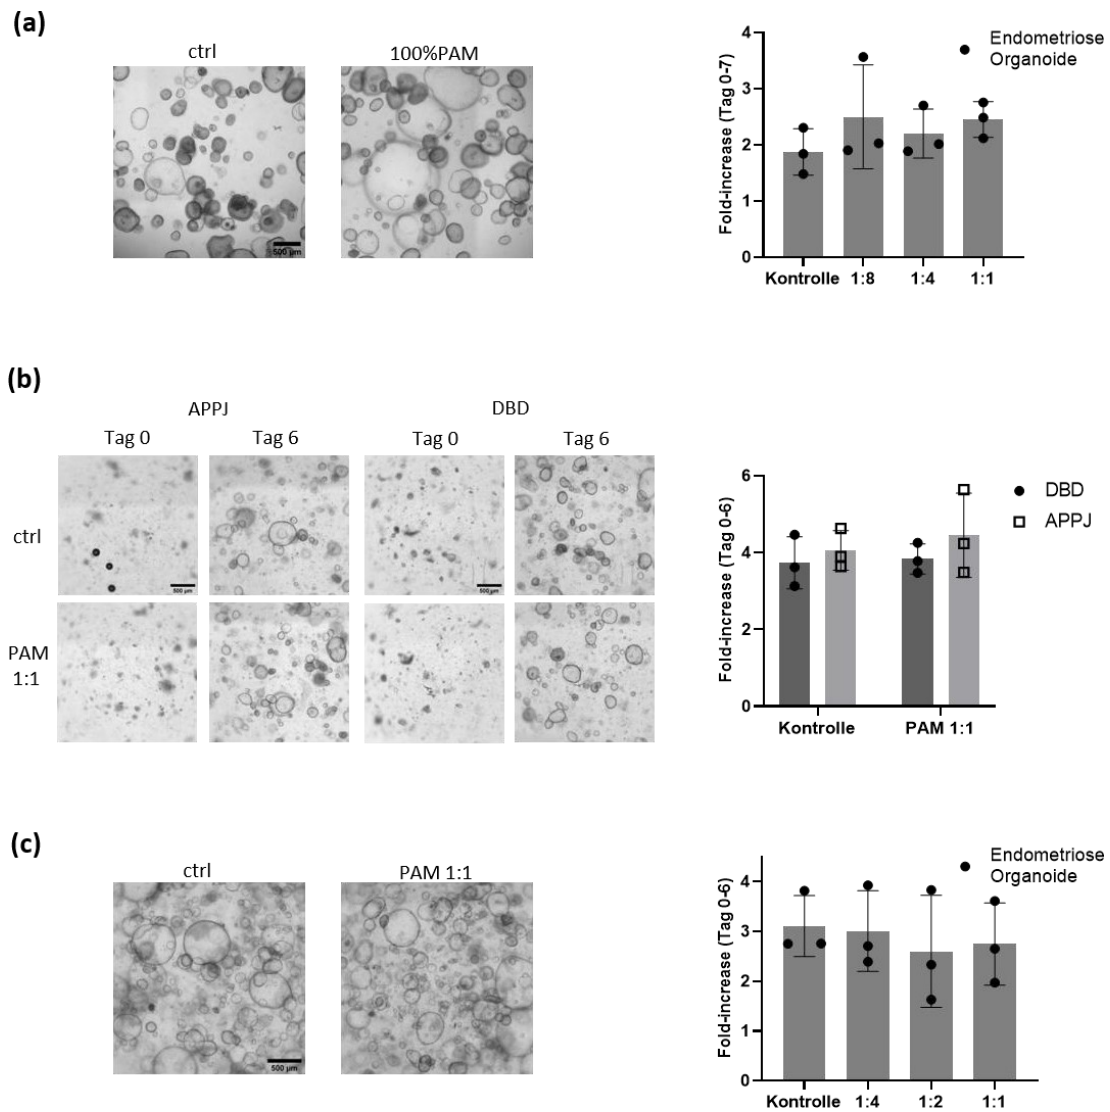 (a)
ctrl
100%PAM
500 µm
Fold-increase (Tag 0-7)
4
3
2
1
0
Kontrolle 1:8 1:4 1:1
Endometriose
Organoide
(b)
APPJ
DBD
Tag 0
Tag 6
Tag 0
Tag 6
ctrl
500 µm
500 µm
PAM
1:1
Fold-increase (Tag 0-6)
6
4
2
0
Kontrolle PAM 1:1
DBD
APPJ
(c)
ctrl
PAM 1:1
500 µm
Fold-increase (Tag 0-6)
4
3
2
1
0
Kontrolle 1:4 1:2 1:1
Endometriose
Organoide